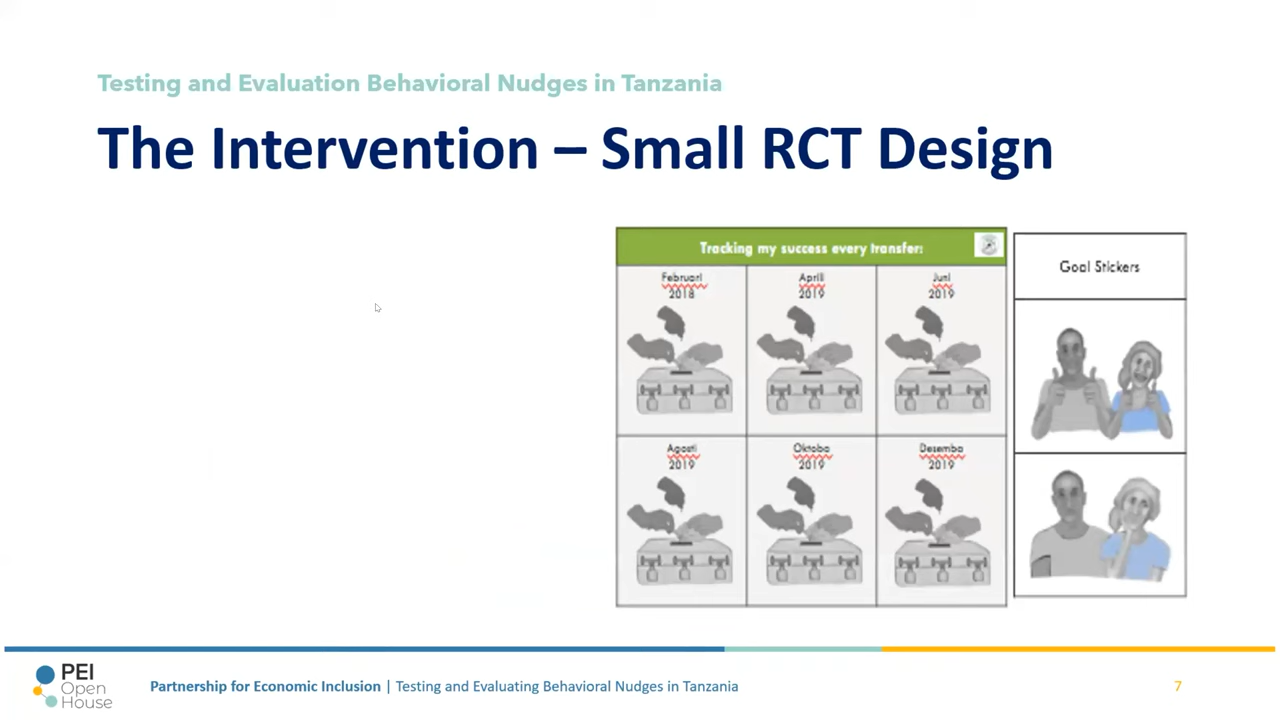 Testing and Evaluation Behavioral Nudges in Tanzania
The Intervention – Small RCT Design
Tracking my success every transfer:
Februari
2018
Aprili
2019
Juni
2019
Agosti
2019
Oktoba
2019
Desemba
2019
Goal Stickers
PEI
Open
House
Partnership for Economic Inclusion | Testing and Evaluating Behavioral Nudges in Tanzania
7